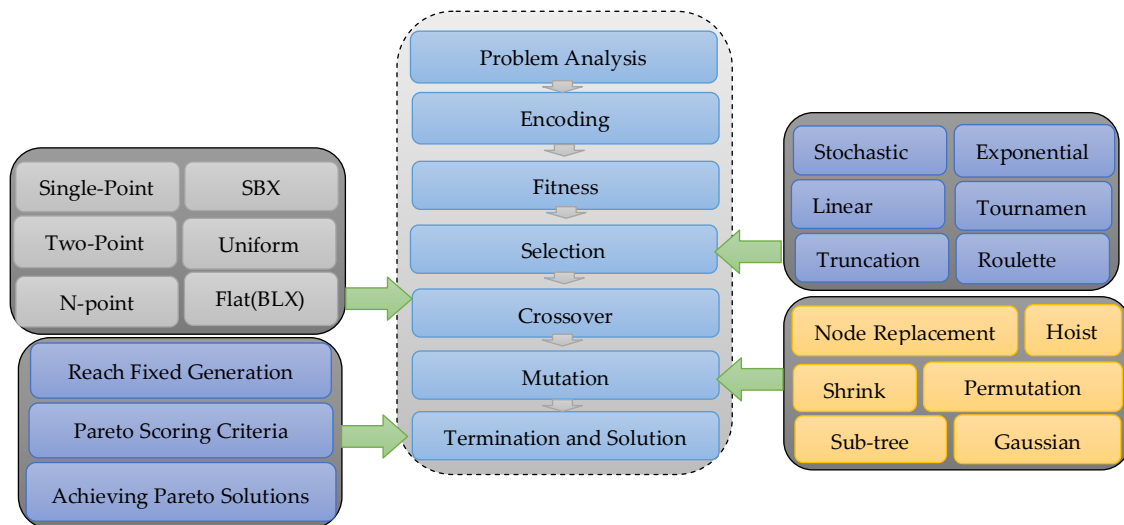 Problem Analysis
Encoding
Fitness
Selection
Crossover
Mutation
Termination and Solution
Single-Point
SBX
Two-Point
Uniform
N-point
Flat(BLX)
Reach Fixed Generation
Pareto Scoring Criteria
Achieving Pareto Solutions
Stochastic
Exponential
Linear
Tournamen
Truncation
Roulette
Node Replacement
Hoist
Shrink
Permutation
Sub-tree
Gaussian